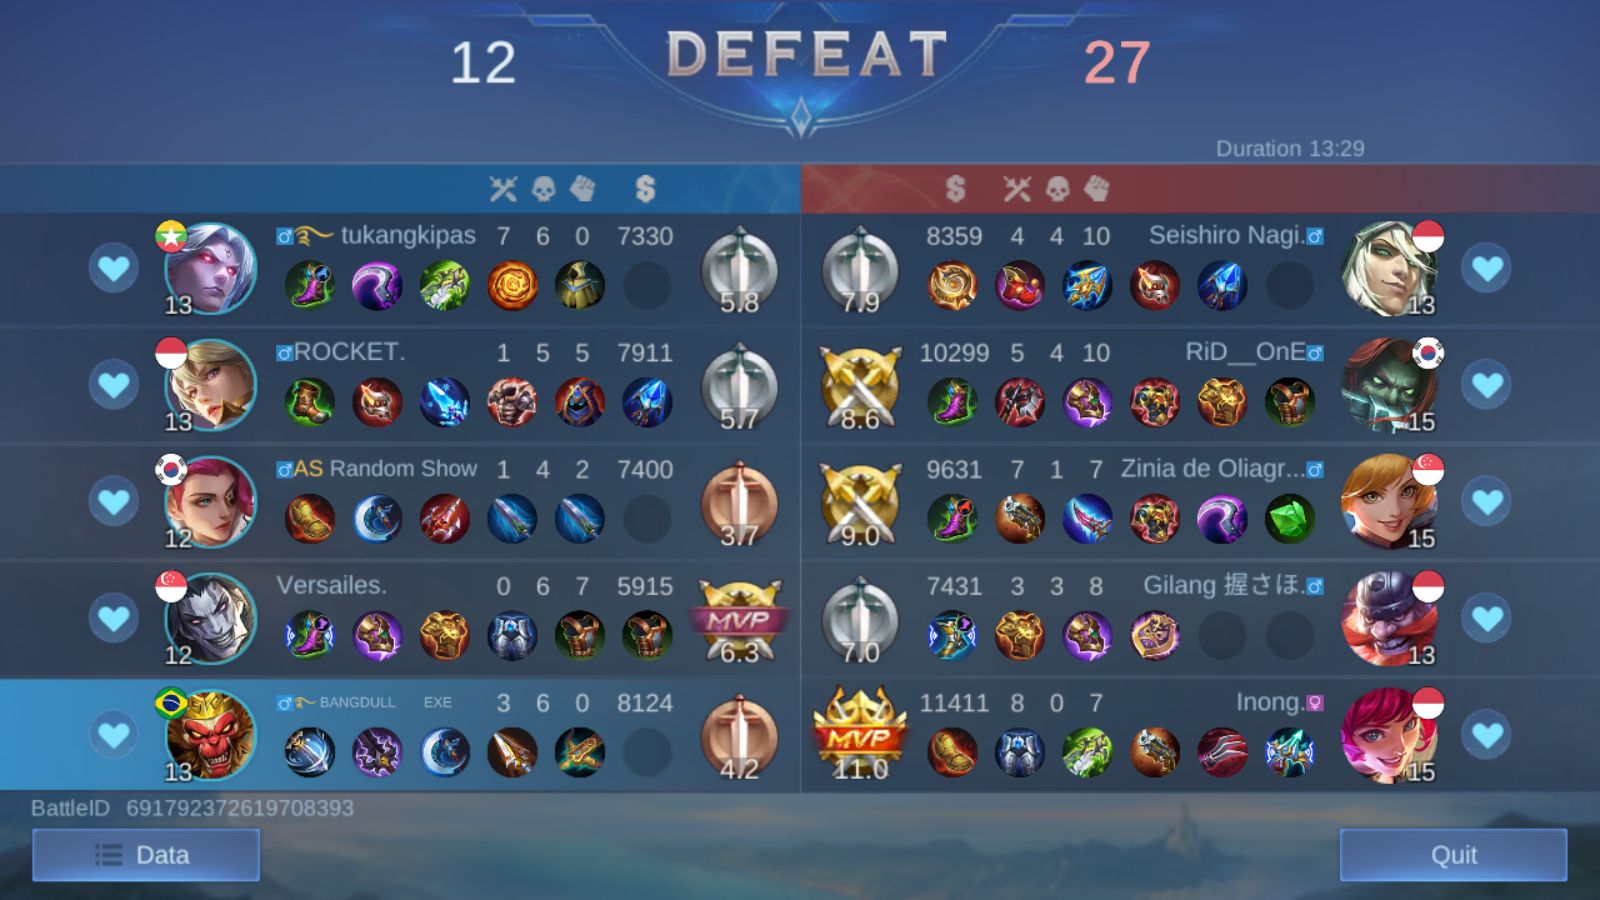 12 DEFEAT 27
Duration 13:29
tukangkipas 7 6 0 7330
13 5.8
ROCKET. 1 5 5 7911
13 5.7
AS Random Show 1 4 2 7400
12 3.7
Versailes. 0 6 7 5915
MVP
12 6.3
BANGDULL EXE 3 6 0 8124
13 4.2
8359 4 4 10 Seishiro Nagi.
7.9 13
10299 5 4 10 RiD__OnE
8.6 15
9631 7 1 7 Zinia de Oliagr...
9.0 15
7431 3 3 8 Gilang 握さほ.
7.0 13
11411 8 0 7 Inong.
MVP
11.0 15
BattleID 691792372619708393
Data
Quit